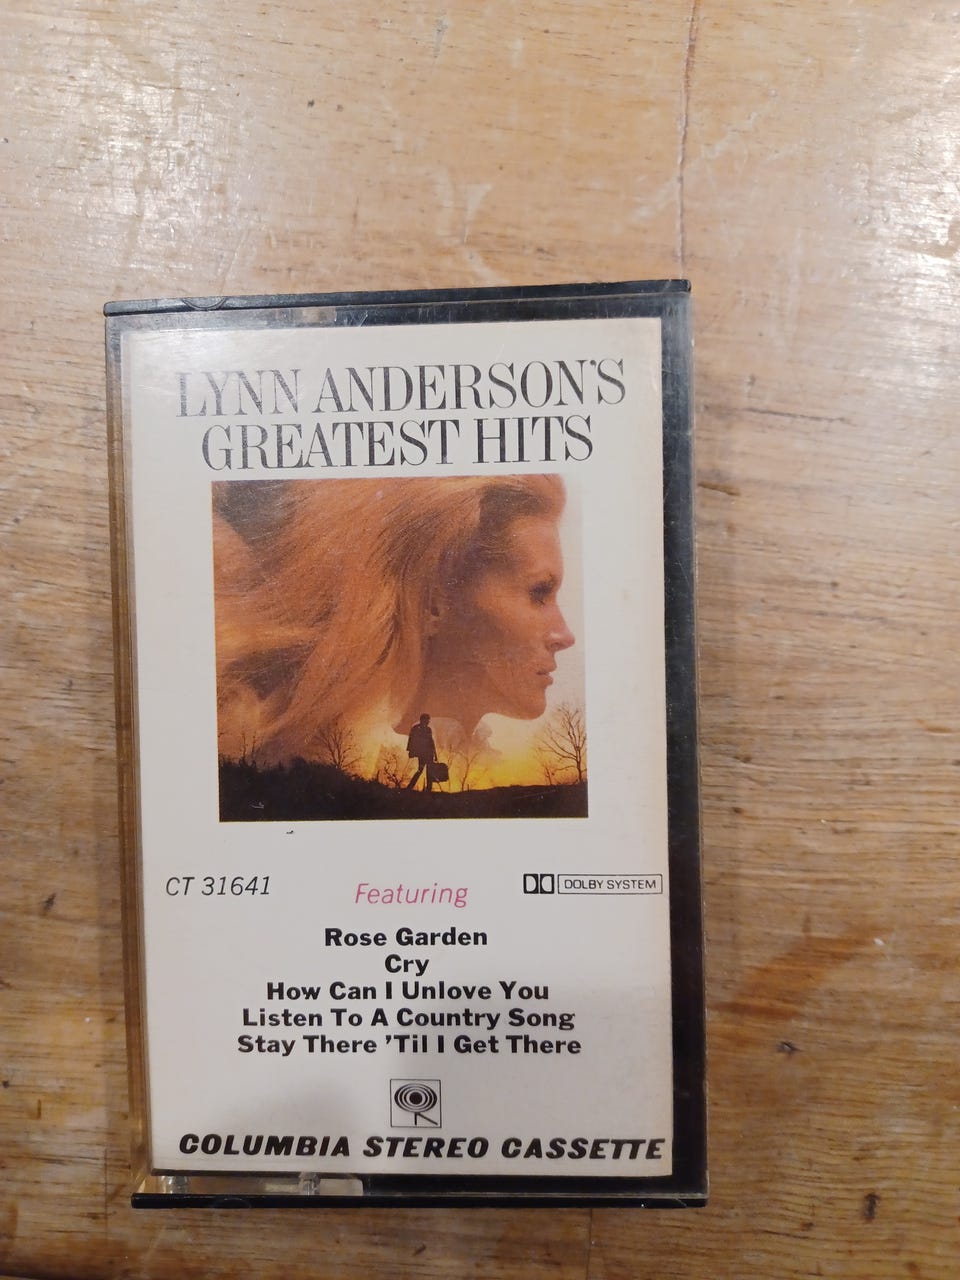 LYNN ANDERSON'S
GREATEST HITS
CT 31641
Featuring
DOLBY SYSTEM
Rose Garden
Cry
How Can I Unlove You
Listen To A Country Song
Stay There 'Til I Get There
COLUMBIA STEREO CASSETTE